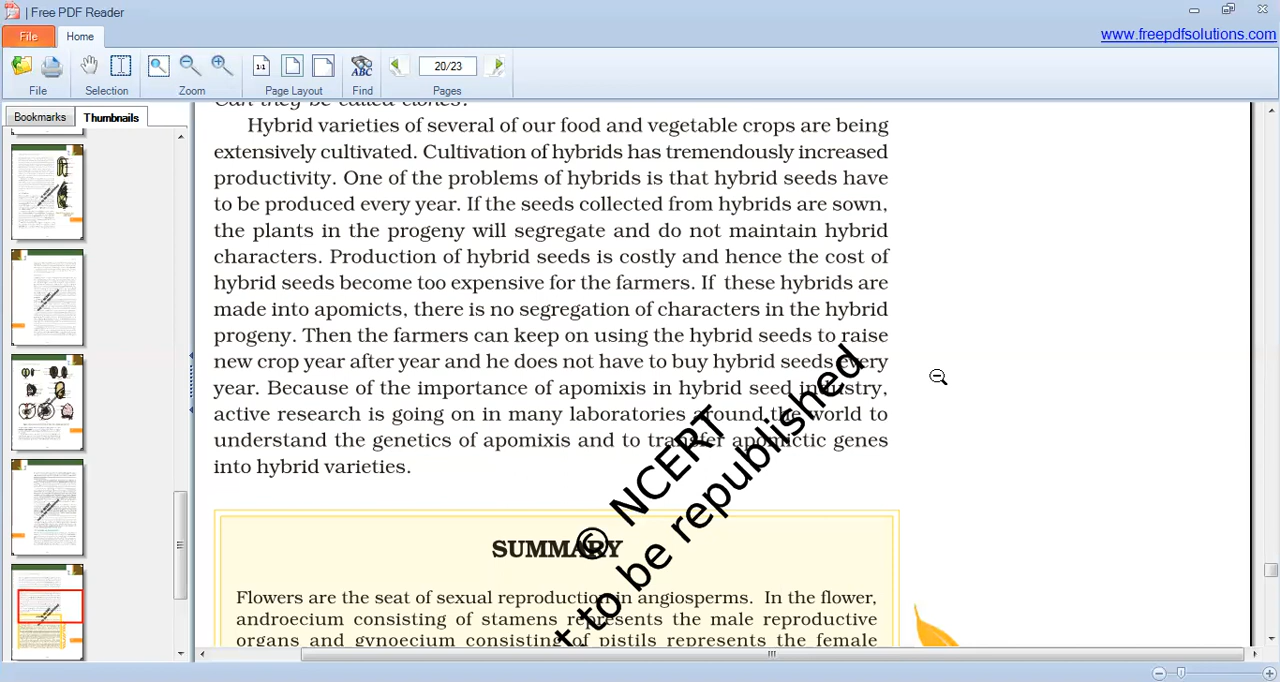 | Free PDF Reader
www.freepdfsolutions.com
File
Home
1:1
ABC
20/23
File
Selection
Zoom
Page Layout
Find
Pages
Bookmarks
Thumbnails
Can they be called clones?
Hybrid varieties of several of our food and vegetable crops are being
extensively cultivated. Cultivation of hybrids has tremendously increased
productivity. One of the problems of hybrids is that hybrid seeds have
to be produced every year. If the seeds collected from hybrids are sown,
the plants in the progeny will segregate and do not maintain hybrid
characters. Production of hybrid seeds is costly and hence the cost of
hybrid seeds become too expensive for the farmers. If these hybrids are
made into apomicts, there is no segregation of characters in the hybrid
progeny. Then the farmers can keep on using the hybrid seeds to raise
new crop year after year and he does not have to buy hybrid seeds every
year. Because of the importance of apomixis in hybrid seed industry,
active research is going on in many laboratories around the world to
understand the genetics of apomixis and to transfer apomictic genes
into hybrid varieties.
© NCERT
to be republished
SUMMARY
Flowers are the seat of sexual reproduction in angiosperms. In the flower,
androecium consisting of stamens represents the male reproductive
organs and gynoecium consisting of pistils represents the female